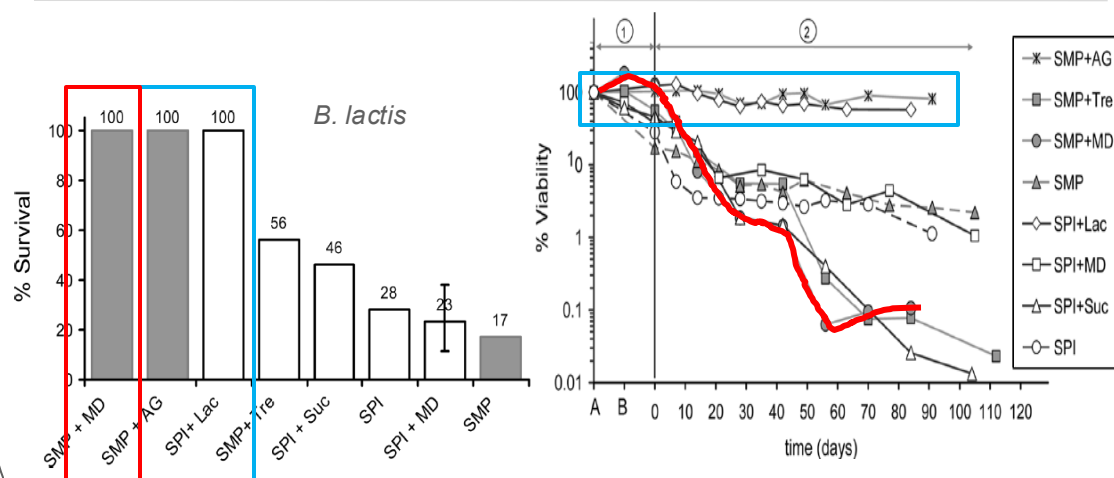 B. lactis
% Survival
100
80
60
40
20
0
100
100
100
56
46
28
23
17
SMP + MD
SMP + AG
SPI+ Lac
SMP+ Tre
SPI + Suc
SPI
SPI + MD
SMP
1
2
% Viability
100
10
1
0.1
0.01
A B 0 10 20 30 40 50 60 70 80 90 100 110 120
time (days)
SMP+AG
SMP+Tre
SMP+MD
SMP
SPI+Lac
SPI+MD
SPI+Suc
SPI